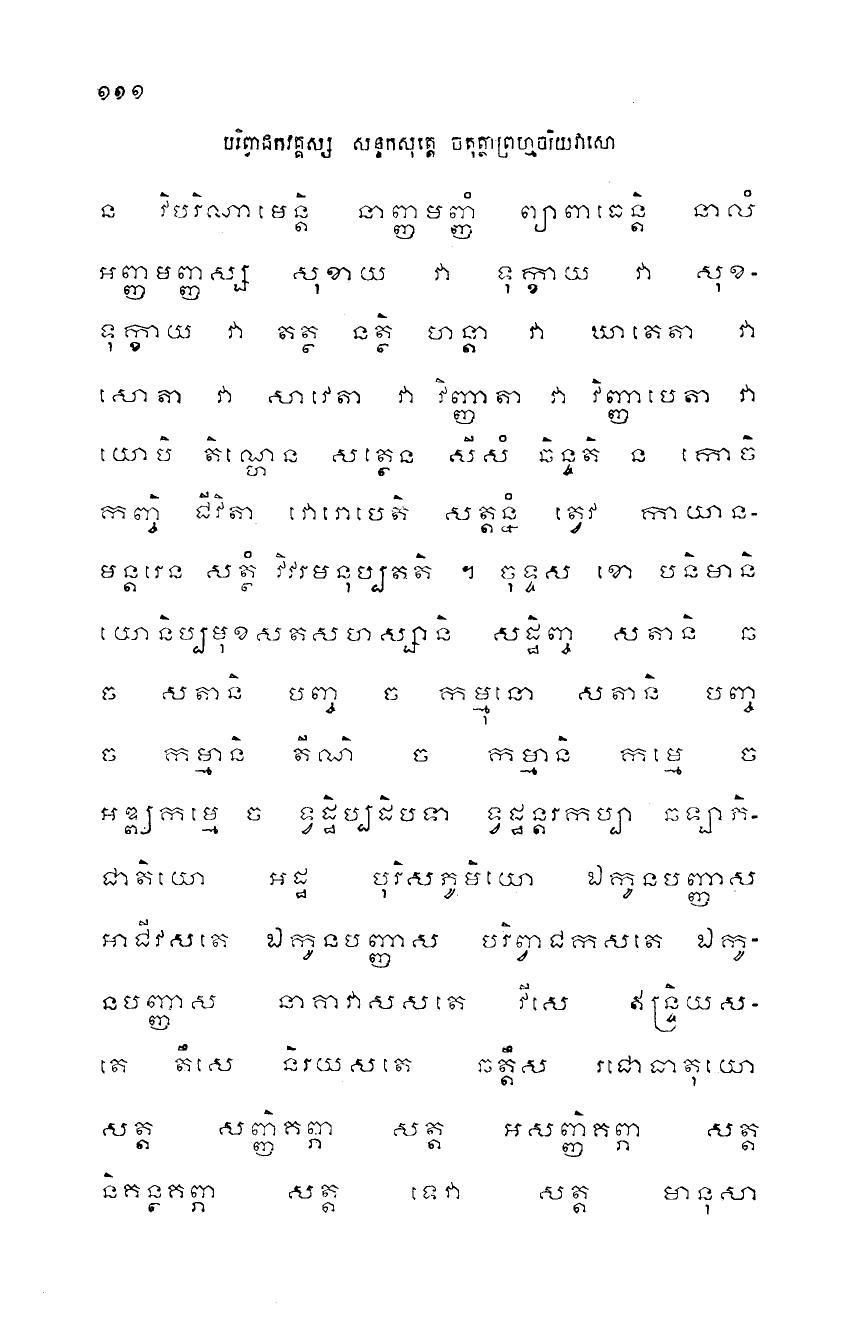 ១១១
បរិព្វាជិកវគ្គស្ស សន្ទកសុត្តេ ចតុត្ថាព្រហ្មចរិយវាសោ
ន វិបរិណាមេន្តិ នាញ្ញមញ្ញំ ព្យាពាធេន្តិ នាលំ
អញ្ញមញ្ញស្ស សុខាយ វា ទុក្ខាយ វា សុខ-
ទុក្ខាយ វា តត្ថ នត្ថិ ហន្តា វា ឃាតេតា វា
សោតា វា សាវេតា វា វិញ្ញាតា វា វិញ្ញាបេតា វា
យោបិ តិណ្ហេន សត្ថេន សីសំ ឆិន្ទតិ ន កោចិ
កញ្ចិ ជីវិតា វោរោបេតិ សត្តន្នំ ត្វេវ កាយាន-
មន្តរេន សត្ថំ វិវរមនុប្បតតិ ។ ចុទ្ទស ខោ បនិមានិ
យោនិប្បមុខសតសហស្សានិ សដ្ឋិញ្ច សតានិ ឆ
ច សតានិ បញ្ច ច កម្មុនោ សតានិ បញ្ច
ច កម្មានិ តីណិ ច កម្មានិ កម្មេ ច
អឌ្ឍកម្មេ ច ទ្វដ្ឋិប្បដិបទា ទ្វដ្ឋន្តរកប្បា ឆឡាភិ-
ជាតិយោ អដ្ឋ បុរិសភូមិយោ ឯកូនបញ្ញាស
អាជីវសតេ ឯកូនបញ្ញាស បរិព្វាជកសតេ ឯកូ-
នបញ្ញាស នាគាវាសសតេ វីសេ ឥន្ទ្រិយស-
តេ តឹសេ និរយសតេ ឆត្តឹស រជោធាតុយោ
សត្ត សញ្ញិគព្ភា សត្ត អសញ្ញិគព្ភា សត្ត
និគន្ថគព្ភា សត្ត ទេវា សត្ត មានុសា